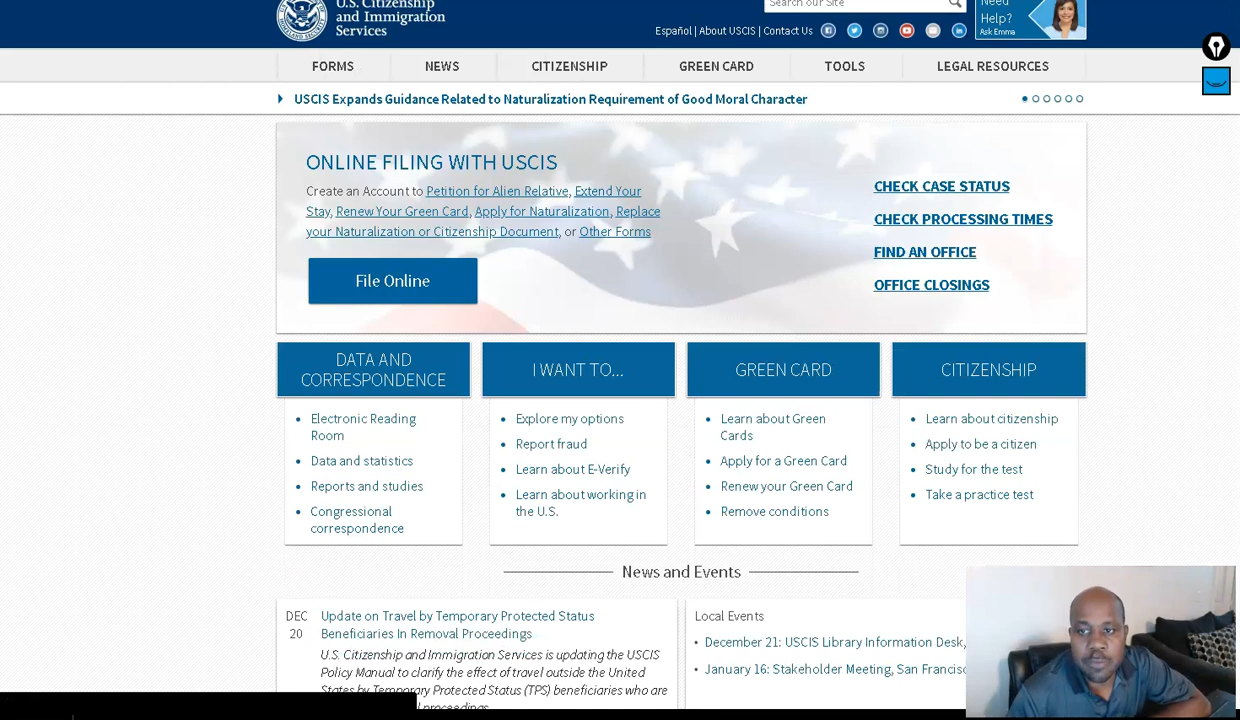 U.S. Citizenship
and Immigration
Services
Search our Site
Need
Help?
Ask Emma
Español | About USCIS | Contact Us
FORMS NEWS CITIZENSHIP GREEN CARD TOOLS LEGAL RESOURCES
USCIS Expands Guidance Related to Naturalization Requirement of Good Moral Character
ONLINE FILING WITH USCIS
Create an Account to Petition for Alien Relative, Extend Your
Stay, Renew Your Green Card, Apply for Naturalization, Replace
your Naturalization or Citizenship Document, or Other Forms
File Online
CHECK CASE STATUS
CHECK PROCESSING TIMES
FIND AN OFFICE
OFFICE CLOSINGS
DATA AND
CORRESPONDENCE
Electronic Reading
Room
Data and statistics
Reports and studies
Congressional
correspondence
I WANT TO...
Explore my options
Report fraud
Learn about E-Verify
Learn about working in
the U.S.
GREEN CARD
Learn about Green
Cards
Apply for a Green Card
Renew your Green Card
Remove conditions
CITIZENSHIP
Learn about citizenship
Apply to be a citizen
Study for the test
Take a practice test
News and Events
DEC
20
Update on Travel by Temporary Protected Status
Beneficiaries In Removal Proceedings
U.S. Citizenship and Immigration Services is updating the USCIS
Policy Manual to clarify the effect of travel outside the United
States by Temporary Protected Status (TPS) beneficiaries who are
proceedings.
Local Events
December 21: USCIS Library Information Desk,
January 16: Stakeholder Meeting, San